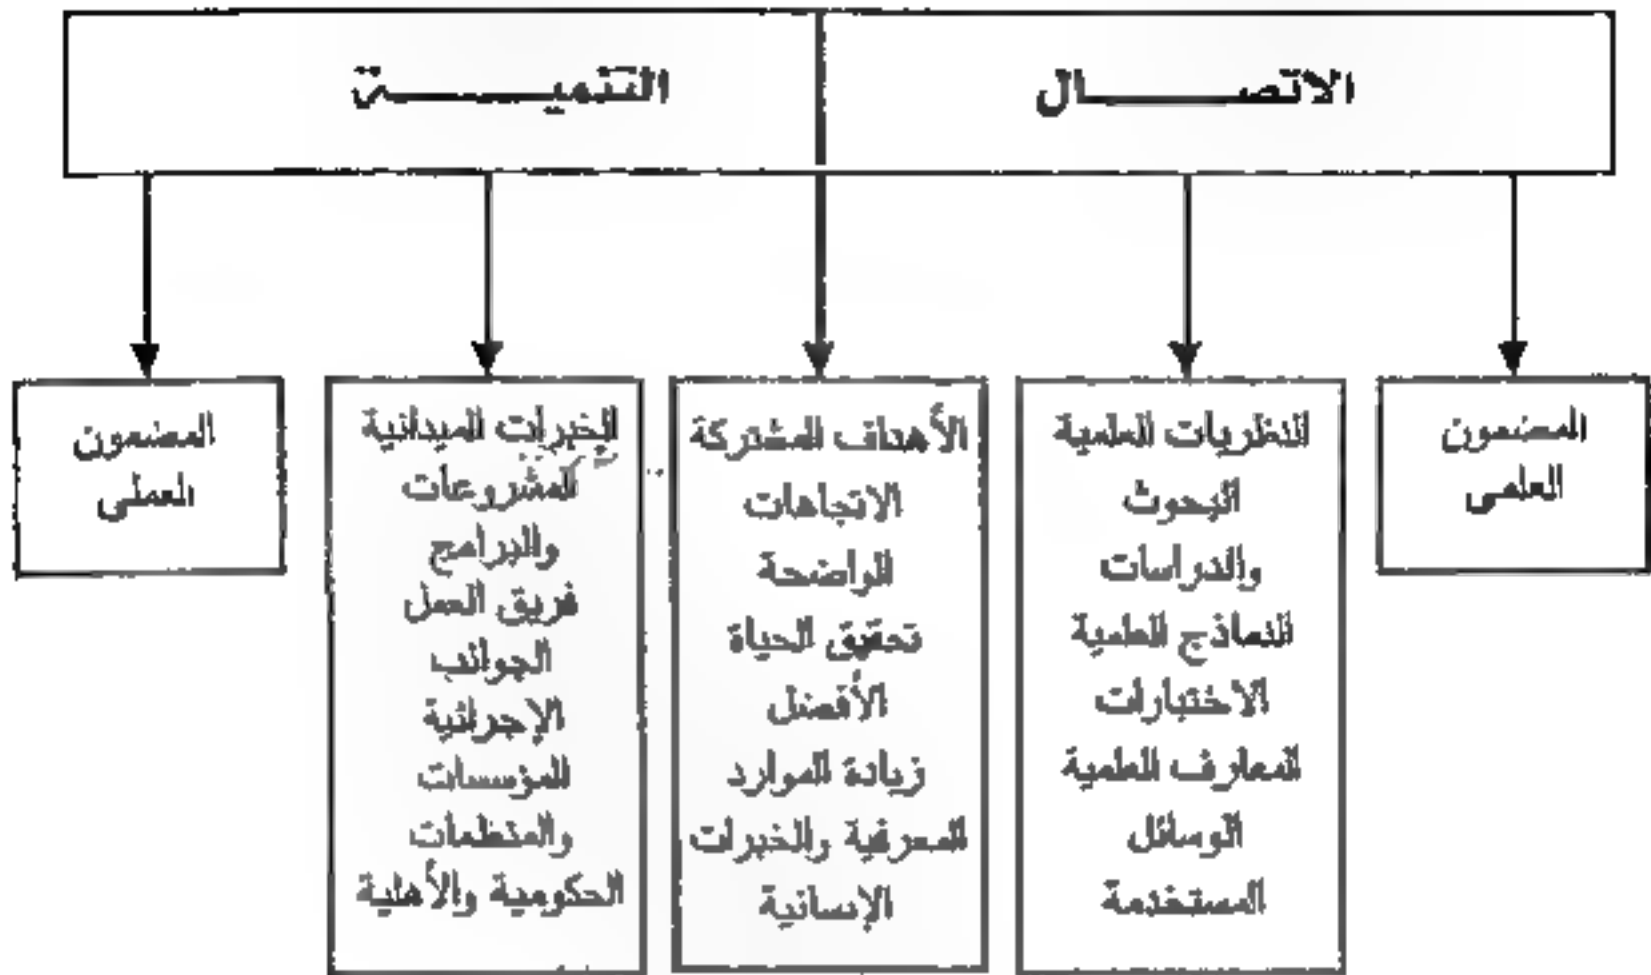 الاتصــــــال
التنميــــــة
المضمون
العلمى
النظريات العلمية
البحوث
والدراسات
النماذج العلمية
الاختبارات
المعارف العلمية
الوسائل
المستخدمة
الأهداف المشتركة
الاتجاهات
الواضحة
تحقيق الحياة
الأفضل
زيادة الموارد
المعرفية والخبرات
الإنسانية
الخبرات الميدانية
المشروعات
والبرامج
فريق العمل
الجوانب
الإجرائية
المؤسسات
والمنظمات
الحكومية والأهلية
المضمون
العملى